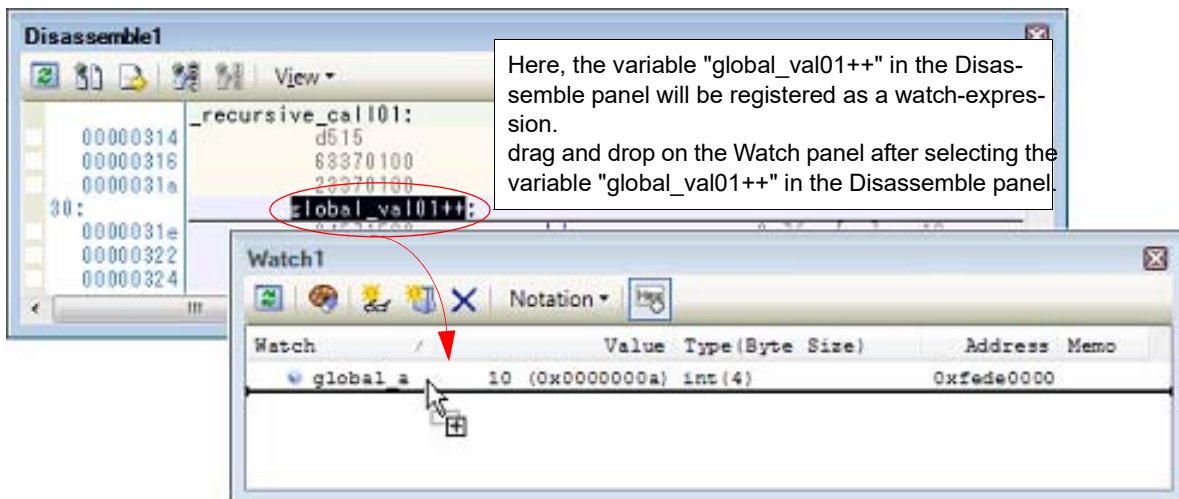 Disassemble1
View
_recursive_call01:
00000314 d515
00000316 63370100
0000031a 23370100
30: global_val01++;
0000031e
00000322
00000324
Here, the variable "global_val01++" in the Disas-
semble panel will be registered as a watch-expres-
sion.
drag and drop on the Watch panel after selecting the
variable "global_val01++" in the Disassemble panel.
Watch1
Notation Hex
Watch Value Type(Byte Size) Address Memo
global_a 10 (0x0000000a) int(4) 0xfede0000